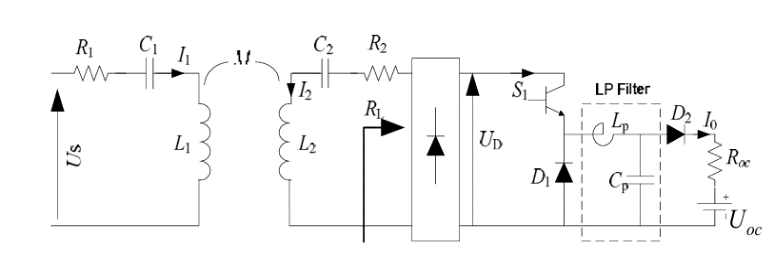 R1 C1 I1 M C2 R2
I2
S1
LP Filter
Us L1 L2 RL UD
Lp D2 I0
D1 Cp Roc
+
Uoc